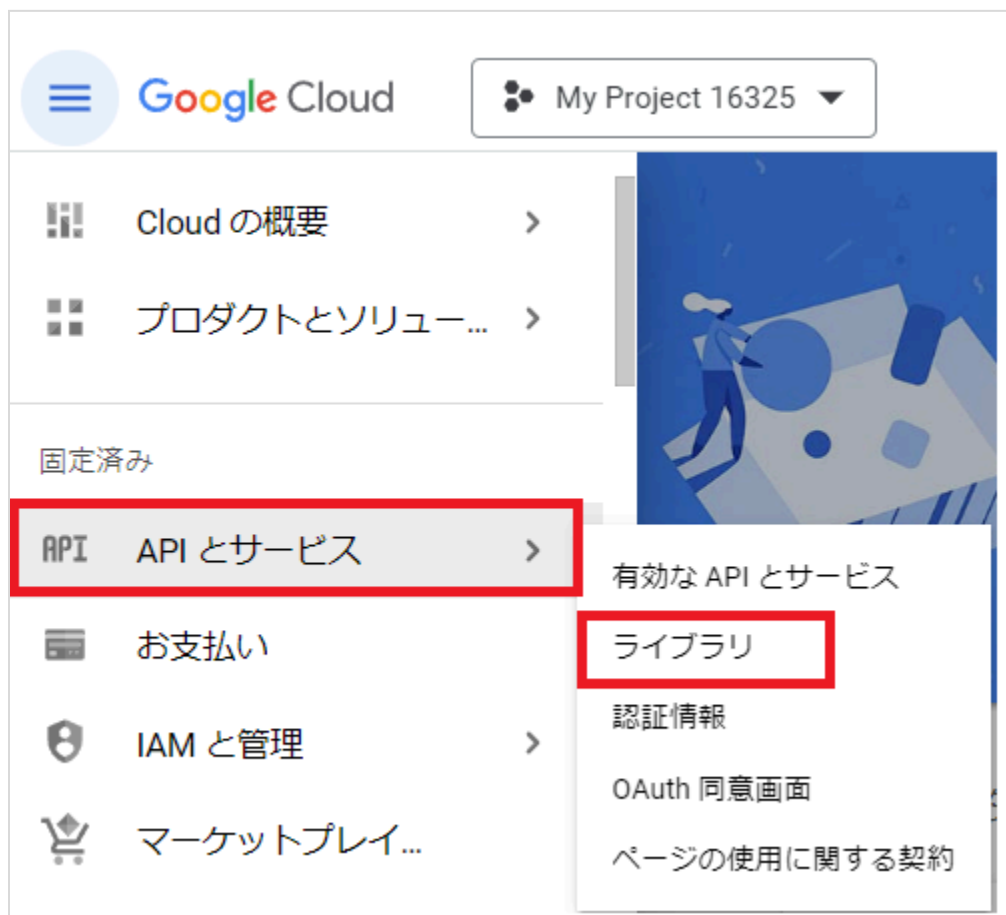 Google Cloud
My Project 16325
Cloud の概要
プロダクトとソリュー...
固定済み
API API とサービス
お支払い
IAM と管理
マーケットプレイ...
有効な API とサービス
ライブラリ
認証情報
OAuth 同意画面
ページの使用に関する契約